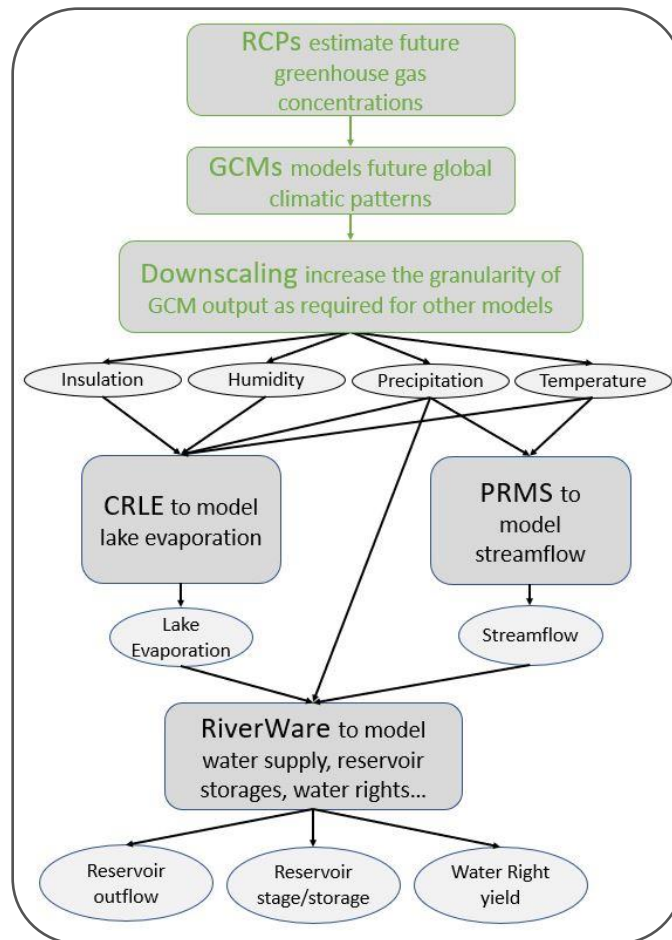 RCPs estimate future
greenhouse gas
concentrations
GCMs models future global
climatic patterns
Downscaling increase the granularity of
GCM output as required for other models
Insulation
Humidity
Precipitation
Temperature
CRLE to model
lake evaporation
PRMS to
model
streamflow
Lake
Evaporation
Streamflow
RiverWare to model
water supply, reservoir
storages, water rights...
Reservoir
outflow
Reservoir
stage/storage
Water Right
yield